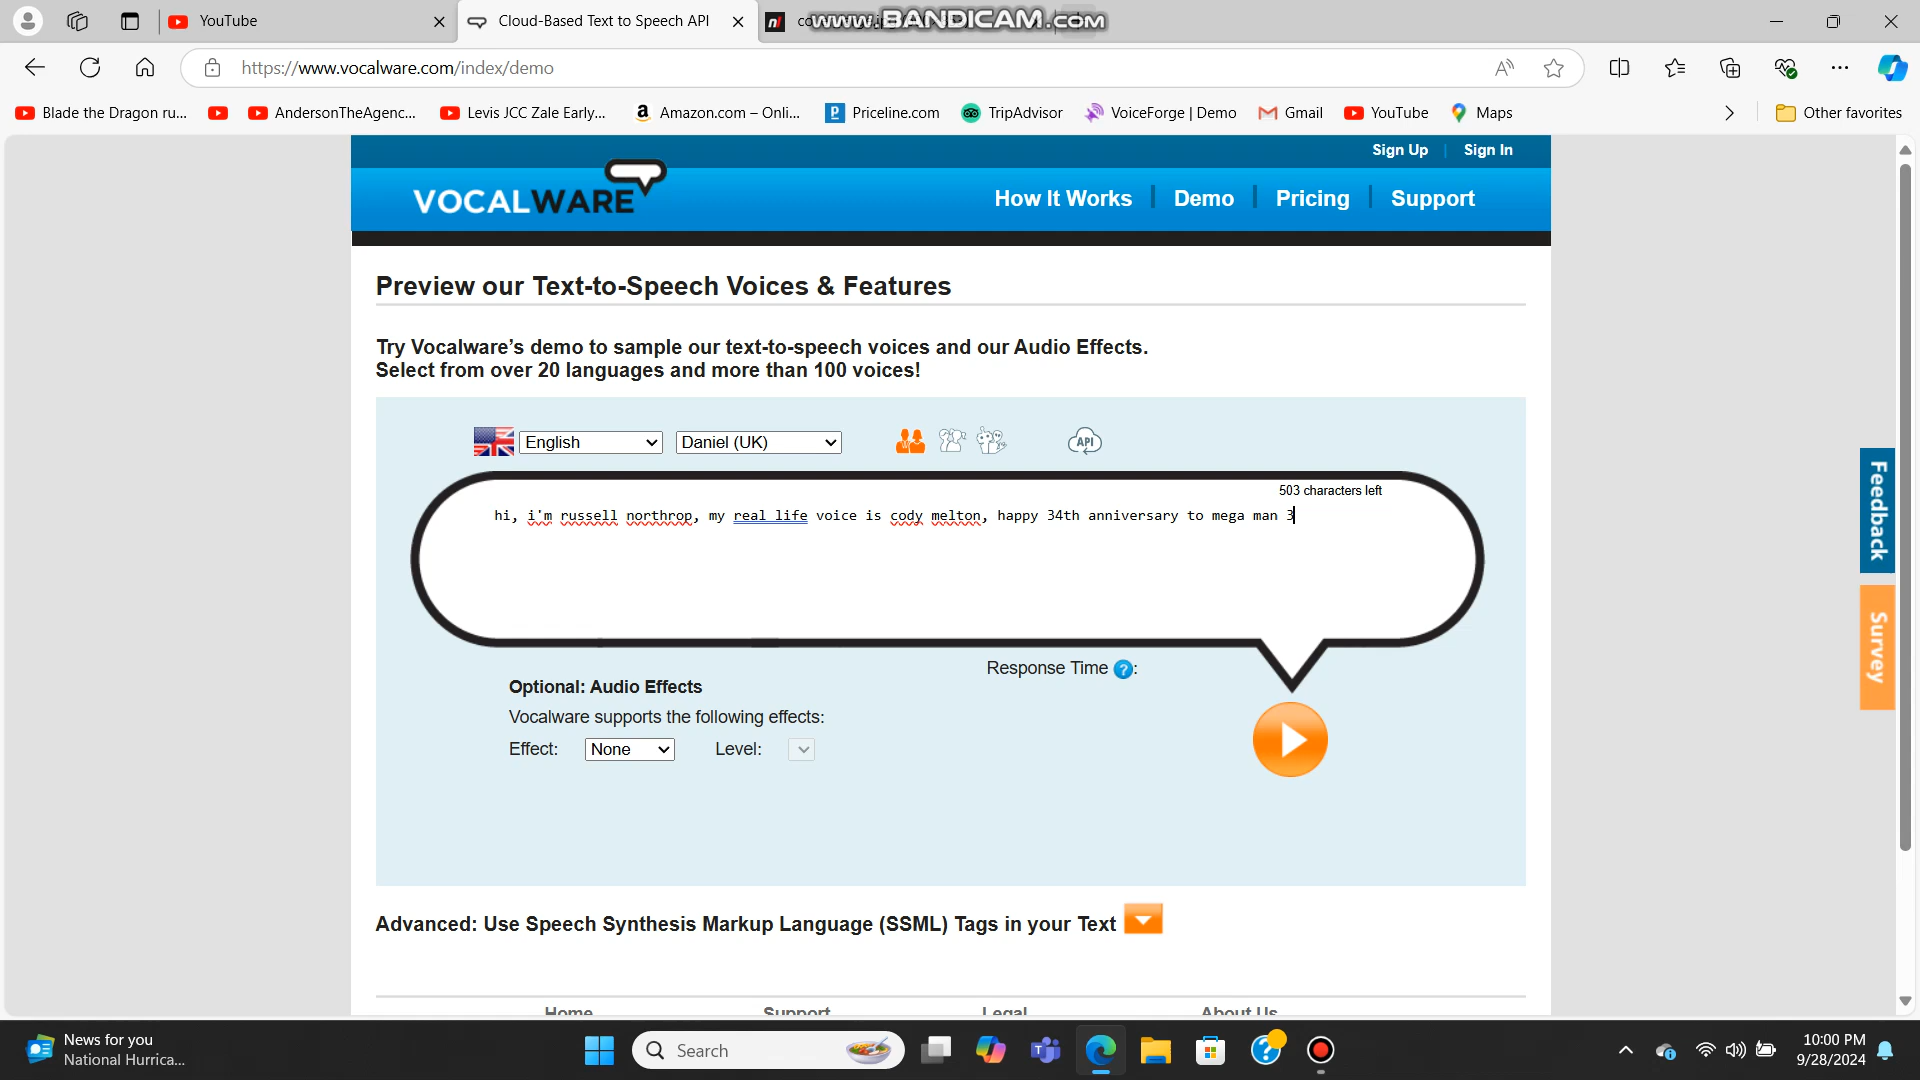 YouTube
Cloud-Based Text to Speech API
www.BANDICAM.com
https://www.vocalware.com/index/demo
Blade the Dragon ru...
AndersonTheAgenc...
Levis JCC Zale Early...
Amazon.com – Onli...
Priceline.com
TripAdvisor
VoiceForge | Demo
Gmail
YouTube
Maps
Other favorites
Sign Up
Sign In
VOCALWARE
How It Works
Demo
Pricing
Support
Preview our Text-to-Speech Voices & Features
Try Vocalware's demo to sample our text-to-speech voices and our Audio Effects.
Select from over 20 languages and more than 100 voices!
English
Daniel (UK)
API
503 characters left
hi, i'm russell northrop, my real life voice is cody melton, happy 34th anniversary to mega man 3
Response Time ?:
Optional: Audio Effects
Vocalware supports the following effects:
Effect:
None
Level:
Feedback
Survey
Advanced: Use Speech Synthesis Markup Language (SSML) Tags in your Text
Home
Support
Legal
About Us
News for you
National Hurrica...
Search
10:00 PM
9/28/2024